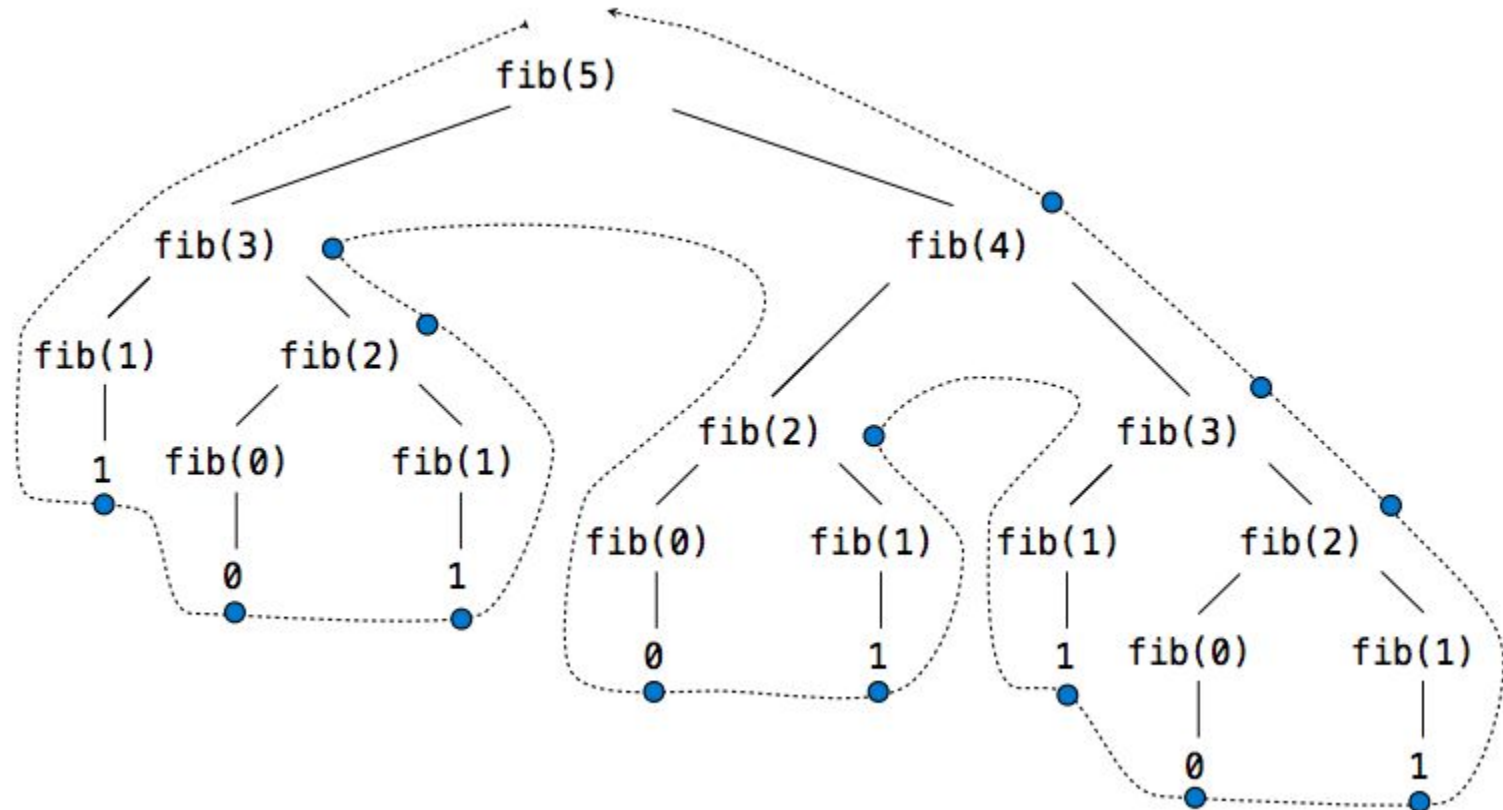 fib(5)
fib(3) fib(4)
fib(1) fib(2)
fib(2) fib(3)
1 fib(0) fib(1)
fib(0) fib(1) fib(1) fib(2)
0 1
0 1 1 fib(0) fib(1)
0 1